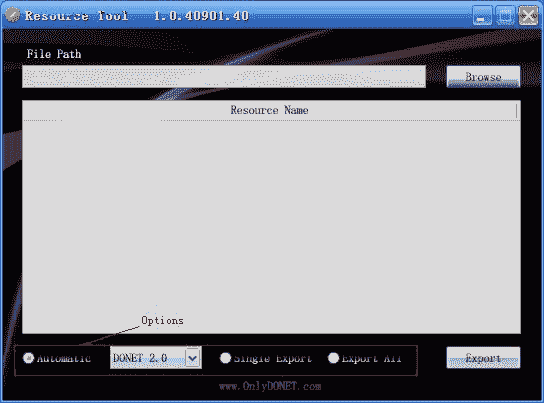 Resource Tool 1.0.40901.40
File Path
Browse
Resource Name
Options
Automatic DONET 2.0 Single Export Export All Export
www.OnlyDONET.com